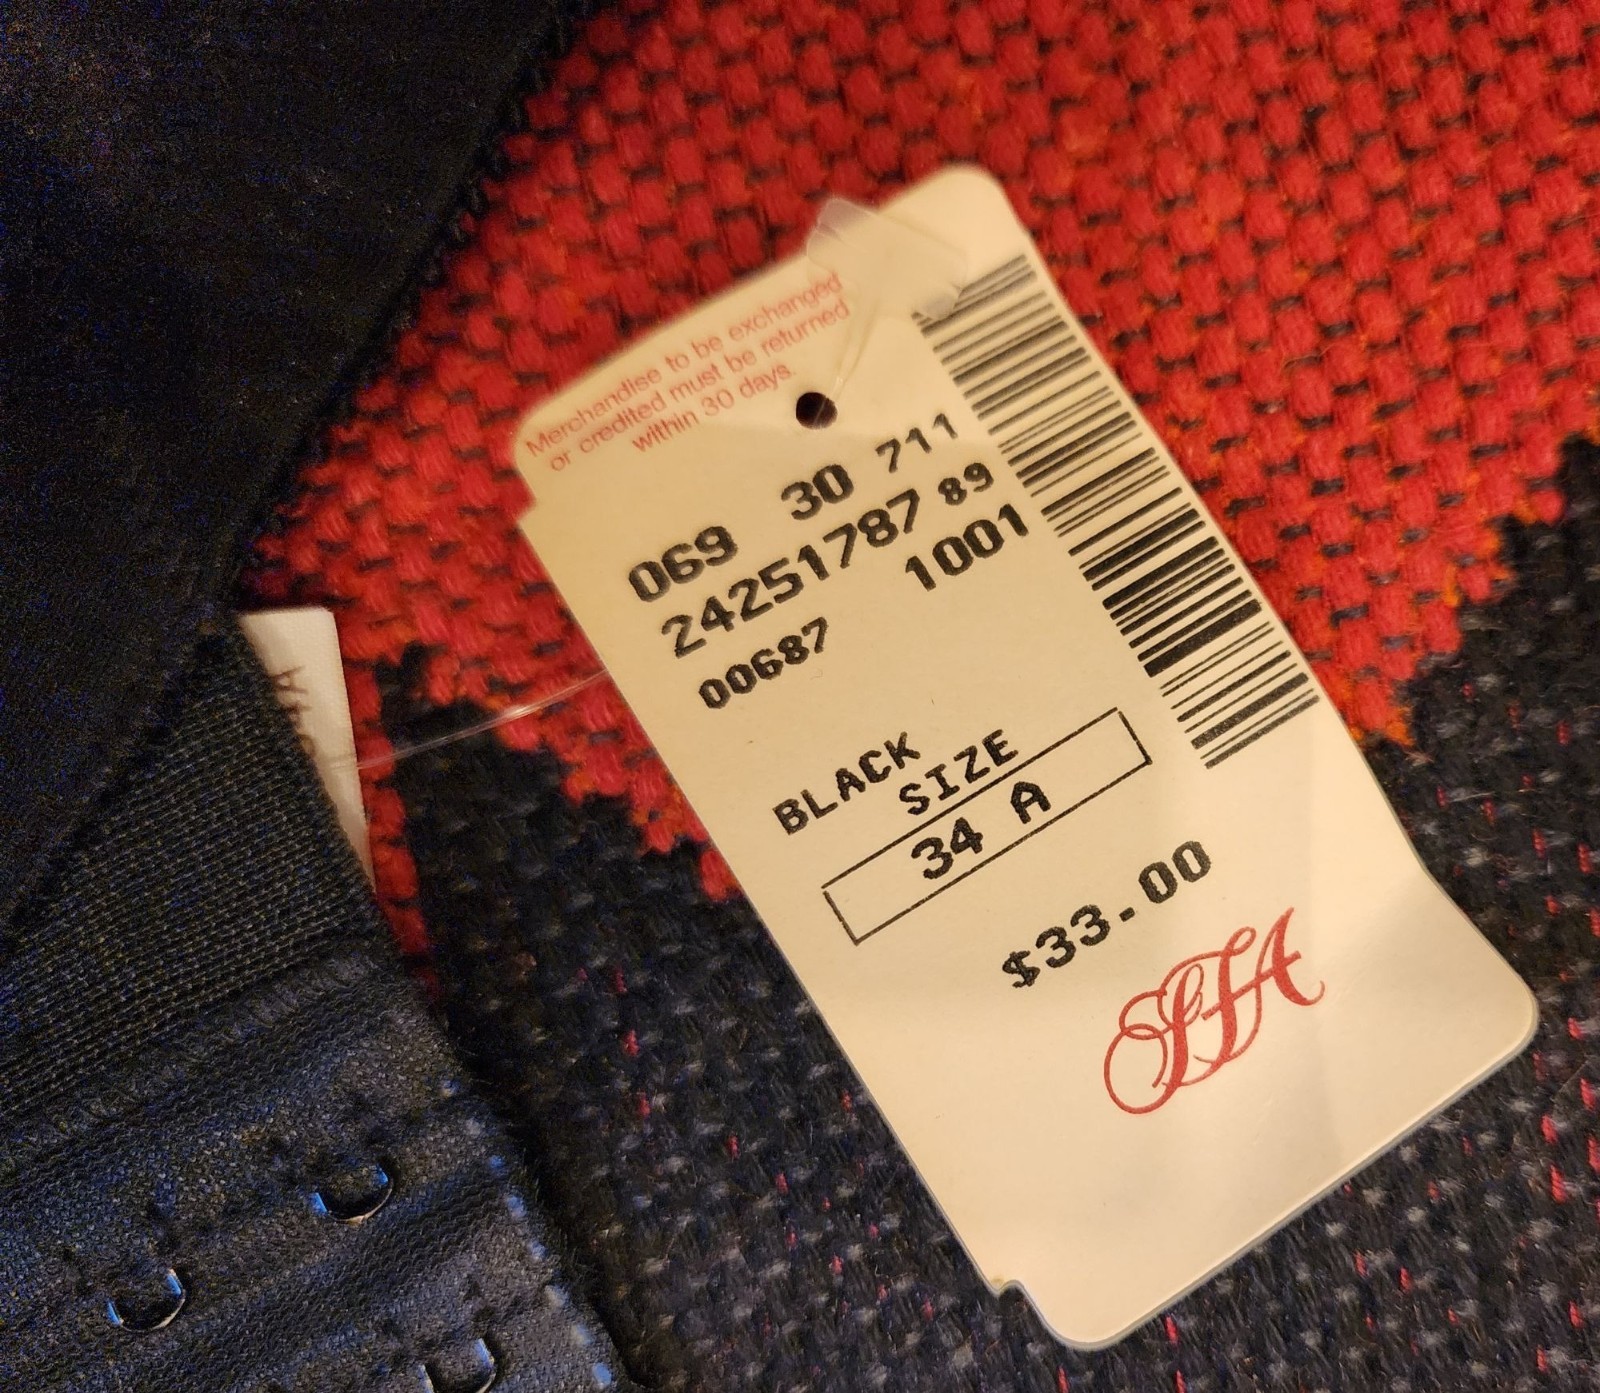 Merchandise to be exchanged
or credited must be returned
within 30 days.
069 30 711
24251787 89
00687 1001
BLACK
SIZE
34 A
$33.00
SFA